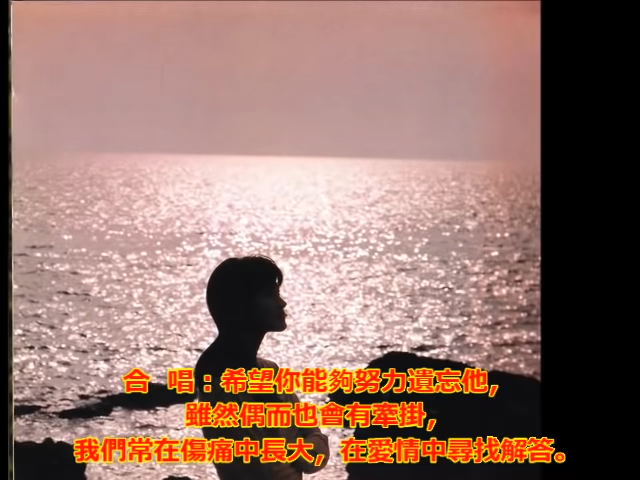 合 唱：希望你能夠努力遺忘他，
雖然偶而也會有牽掛，
我們常在傷痛中長大，在愛情中尋找解答。